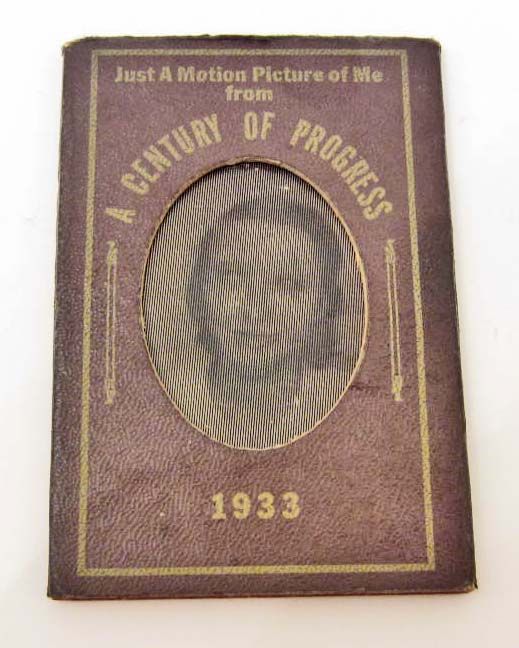 Just A Motion Picture of Me
from
A CENTURY OF PROGRESS
1933